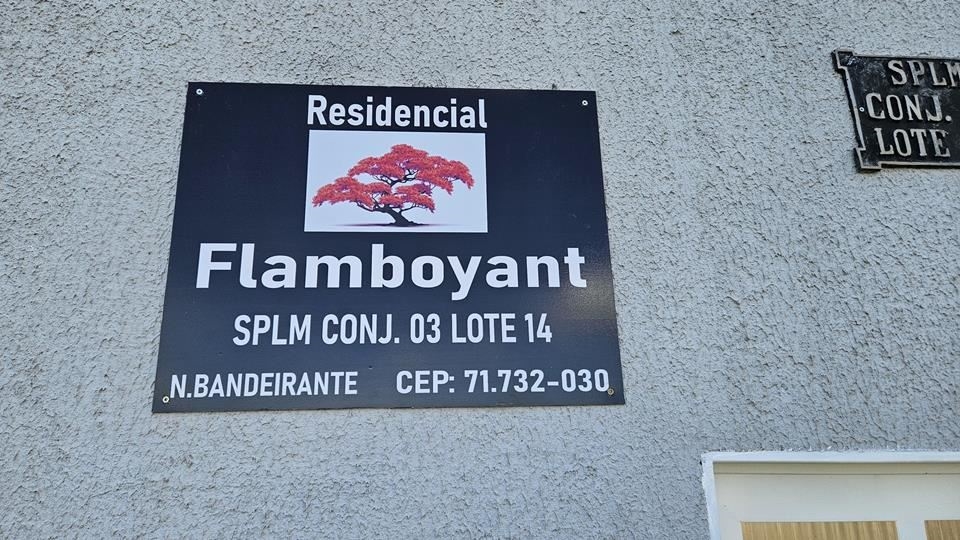 Residencial
Flamboyant
SPLM CONJ. 03 LOTE 14
N.BANDEIRANTE CEP: 71.732-030
SPLM
CONJ.
LOTE